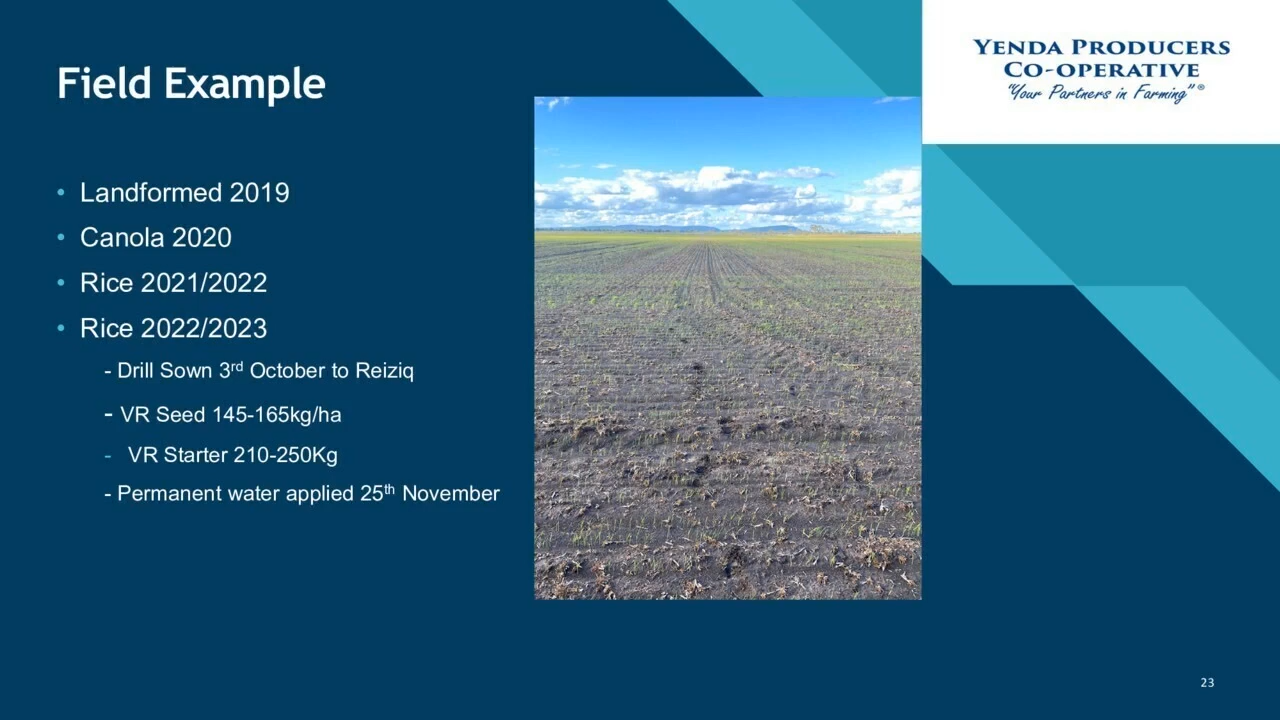 Field Example
YENDA PRODUCERS
CO-OPERATIVE
"Your Partners in Farming"®
• Landformed 2019
• Canola 2020
• Rice 2021/2022
• Rice 2022/2023
- Drill Sown 3rd October to Reiziq
- VR Seed 145-165kg/ha
- VR Starter 210-250Kg
- Permanent water applied 25th November
23